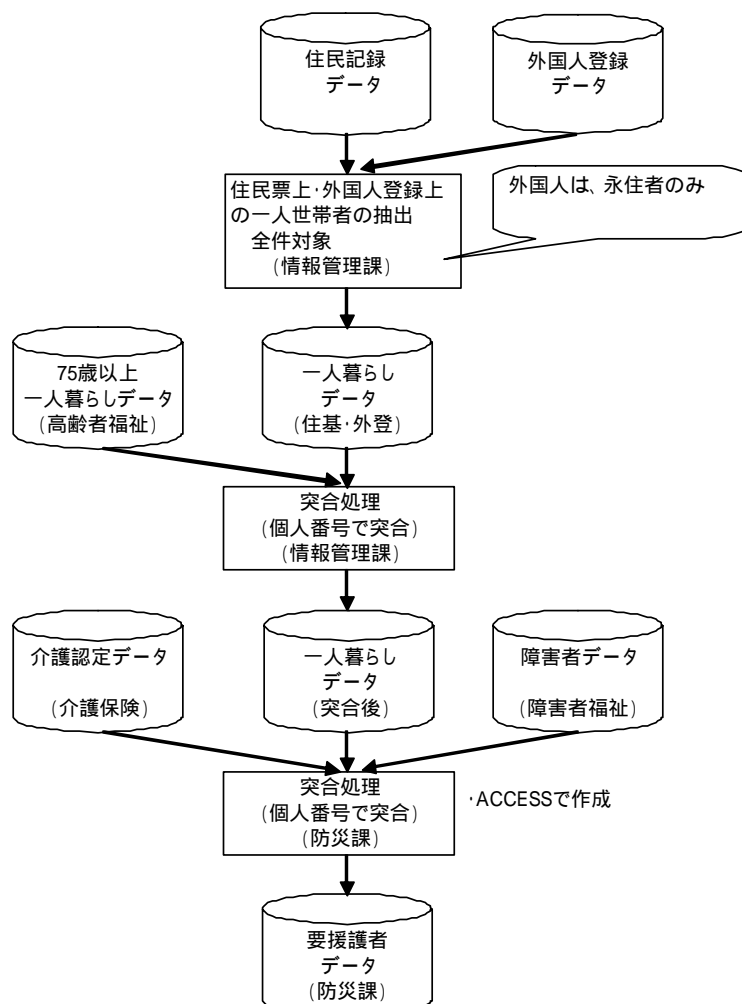 住民記録
データ
外国人登録
データ
住民票上・外国人登録上
の一人世帯者の抽出
全件対象
(情報管理課)
外国人は、永住者のみ
75歳以上
一人暮らしデータ
(高齢者福祉)
一人暮らし
データ
(住基・外登)
突合処理
(個人番号で突合)
(情報管理課)
介護認定データ
(介護保険)
一人暮らし
データ
(突合後)
障害者データ
(障害者福祉)
突合処理
(個人番号で突合)
(防災課)
・ACCESSで作成
要援護者
データ
(防災課)